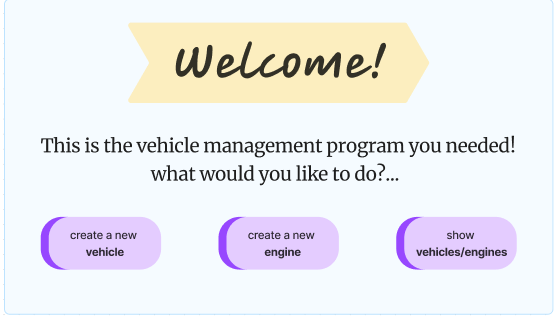 Welcome!
This is the vehicle management program you needed!
what would you like to do?...
create a new
vehicle
create a new
engine
show
vehicles/engines